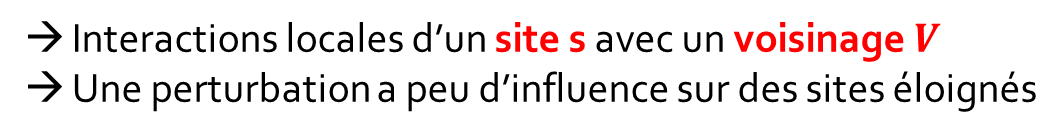 → Interactions locales d’un site s avec un voisinage V
→ Une perturbation a peu d’influence sur des sites éloignés